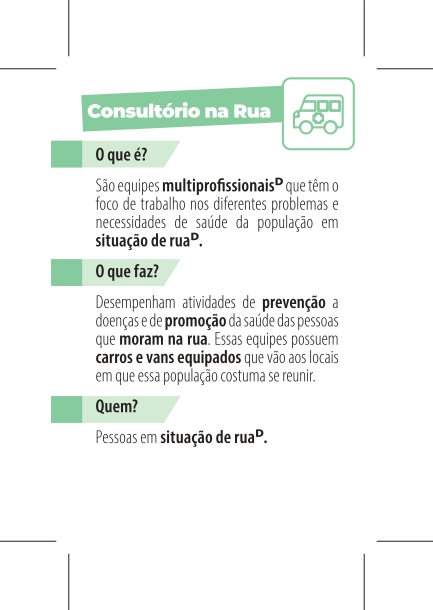 Consultório na Rua
O que é?
São equipes multiprofissionaisᴰ que têm o
foco de trabalho nos diferentes problemas e
necessidades de saúde da população em
situação de ruaᴰ.
O que faz?
Desempenham atividades de prevenção a
doenças e de promoção da saúde das pessoas
que moram na rua. Essas equipes possuem
carros e vans equipados que vão aos locais
em que essa população costuma se reunir.
Quem?
Pessoas em situação de ruaᴰ.